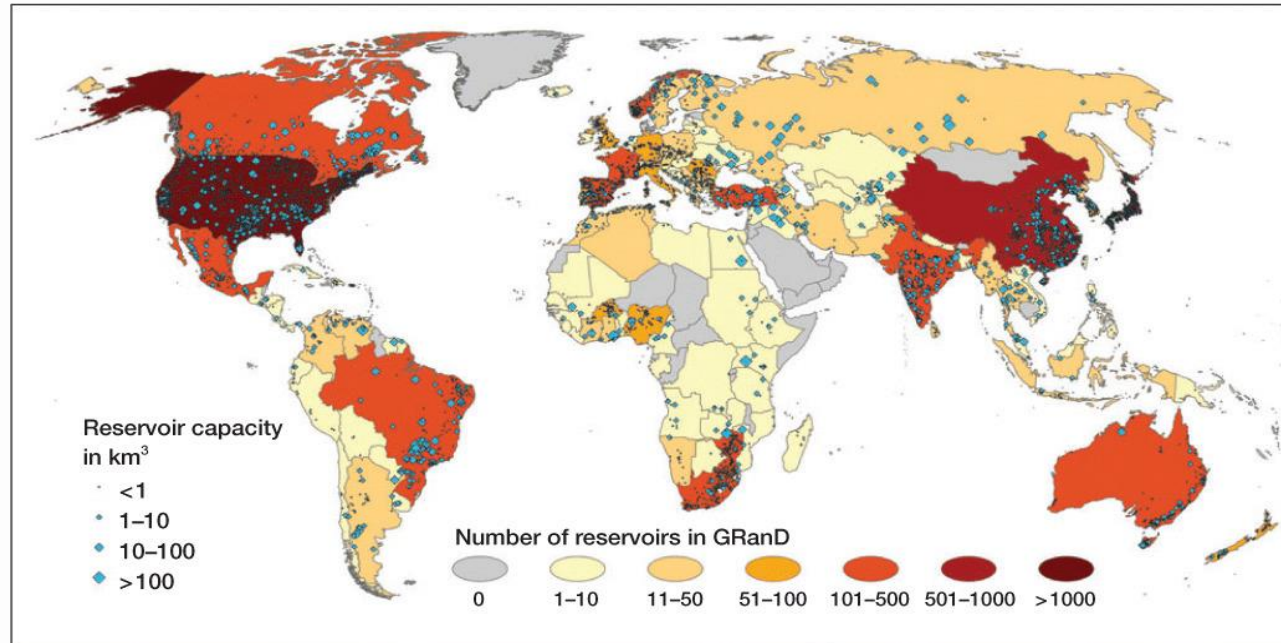 Reservoir capacity
in km³
<1
1–10
10–100
>100
Number of reservoirs in GRanD
0 1–10 11–50 51–100 101–500 501–1000 >1000